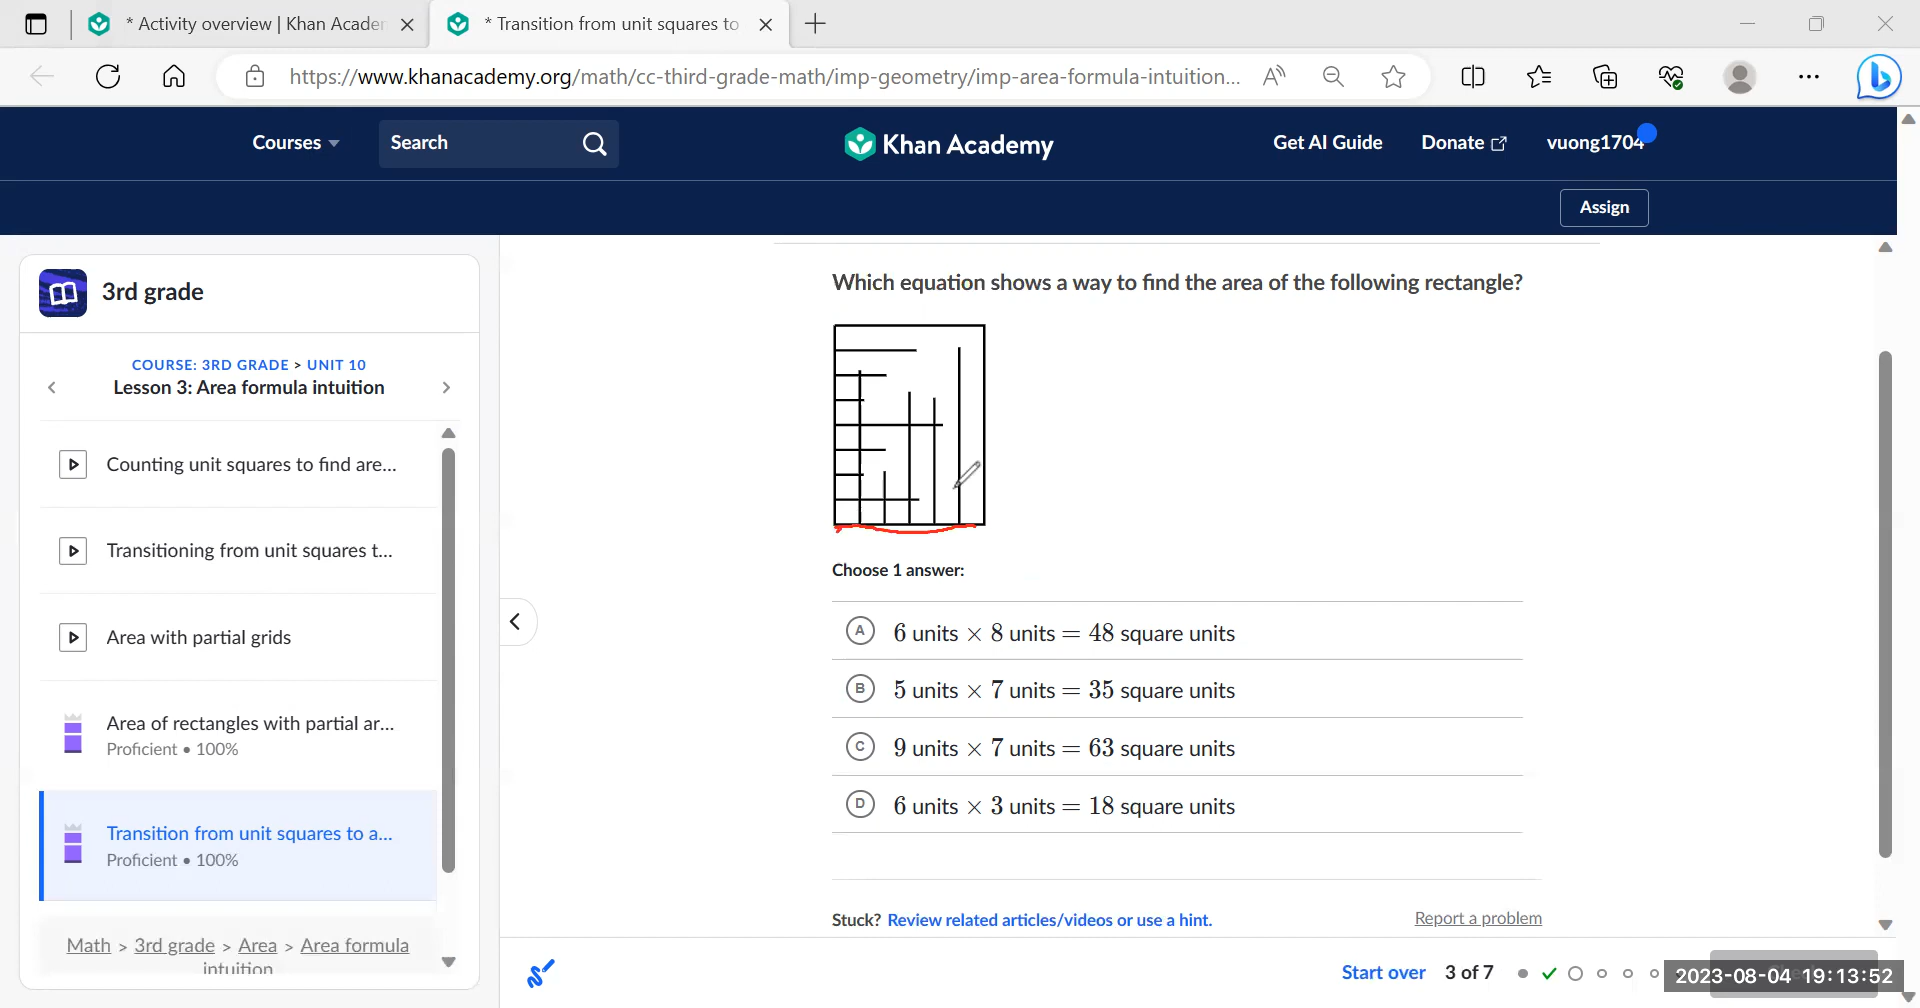 * Activity overview | Khan Acade
* Transition from unit squares to
https://www.khanacademy.org/math/cc-third-grade-math/imp-geometry/imp-area-formula-intuition...
Courses
Search
Khan Academy
Get AI Guide
Donate
vuong1704
Assign
3rd grade
COURSE: 3RD GRADE > UNIT 10
Lesson 3: Area formula intuition
Counting unit squares to find are...
Transitioning from unit squares t...
Area with partial grids
Area of rectangles with partial ar...
Proficient • 100%
Transition from unit squares to a...
Proficient • 100%
Math > 3rd grade > Area > Area formula
intuition
Which equation shows a way to find the area of the following rectangle?
Choose 1 answer:
A 6 units × 8 units = 48 square units
B 5 units × 7 units = 35 square units
C 9 units × 7 units = 63 square units
D 6 units × 3 units = 18 square units
Stuck? Review related articles/videos or use a hint.
Report a problem
Start over 3 of 7
2023-08-04 19:13:52